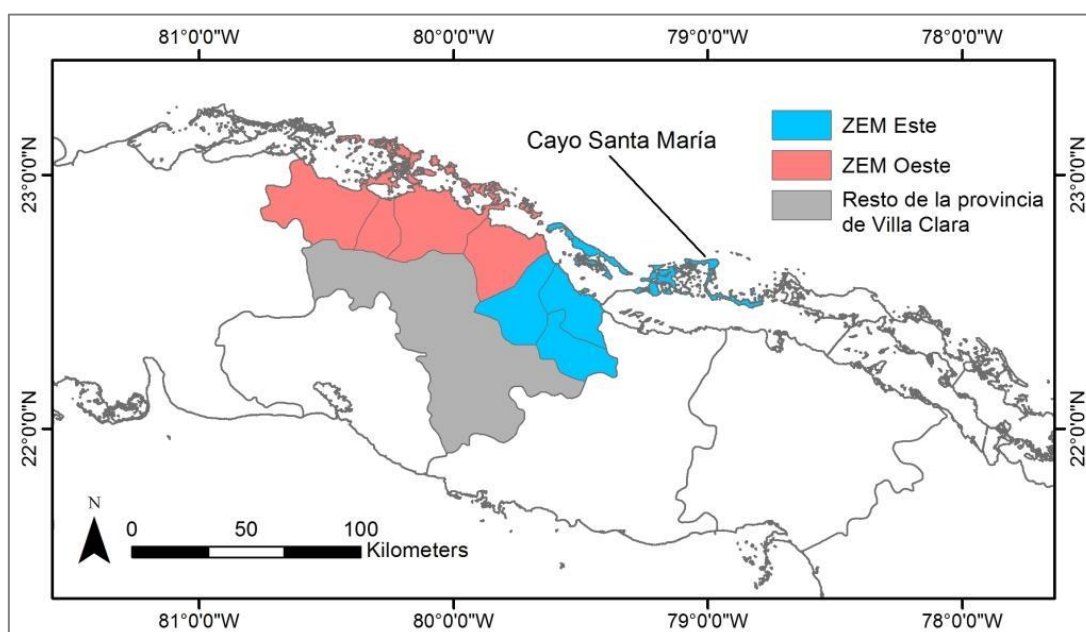 81°0'0"W 80°0'0"W 79°0'0"W 78°0'0"W
23°0'0"N
22°0'0"N
Cayo Santa María
ZEM Este
ZEM Oeste
Resto de la provincia
de Villa Clara
23°0'0"N
22°0'0"N
N
0 50 100
Kilometers
81°0'0"W 80°0'0"W 79°0'0"W 78°0'0"W